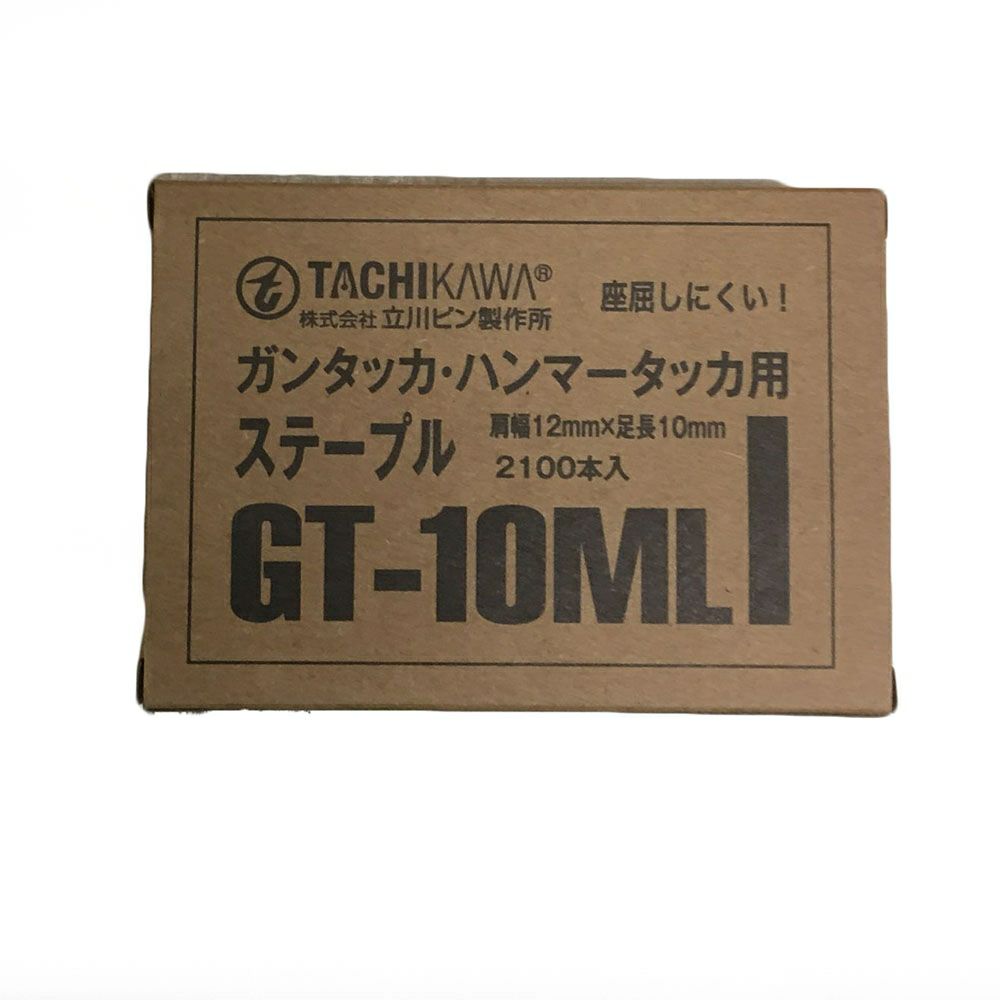 TACHIKAWA®
株式会社 立川ピン製作所
座屈しにくい!
ガンタッカ・ハンマータッカ用
ステープル
肩幅12mm×足長10mm
2100本入
GT-10ML